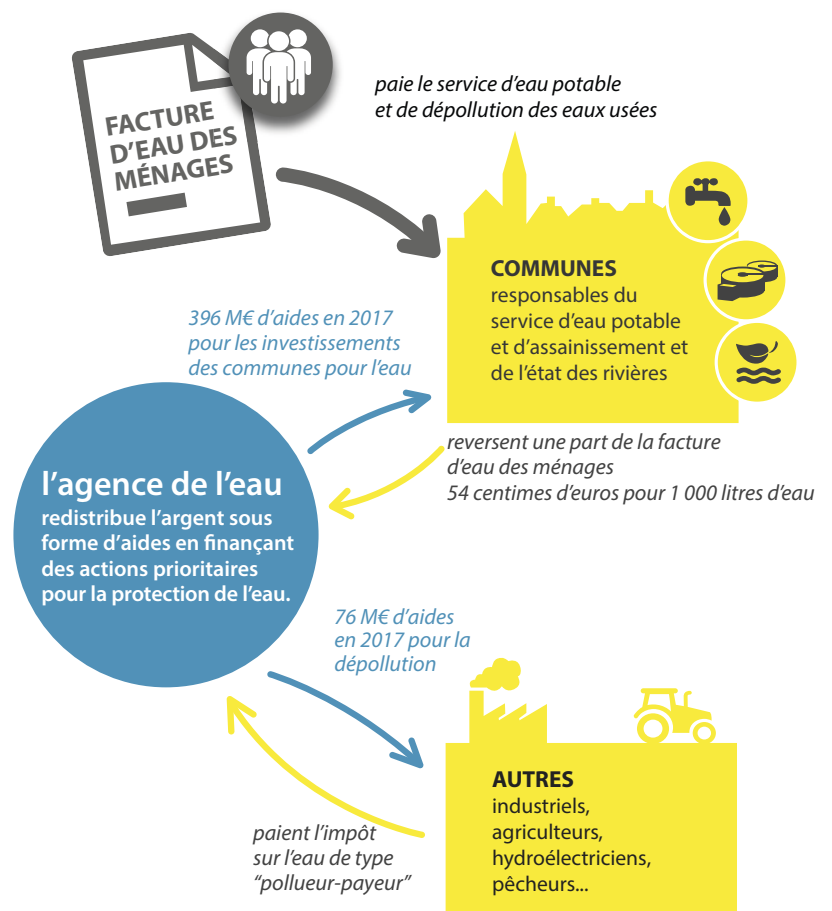 FACTURE
D'EAU DES
MÉNAGES
paie le service d'eau potable
et de dépollution des eaux usées
COMMUNES
responsables du
service d'eau potable
et d'assainissement et
de l'état des rivières
396 M€ d'aides en 2017
pour les investissements
des communes pour l'eau
reversent une part de la facture
d'eau des ménages
54 centimes d'euros pour 1 000 litres d'eau
l'agence de l'eau
redistribue l'argent sous
forme d'aides en finançant
des actions prioritaires
pour la protection de l'eau.
76 M€ d'aides
en 2017 pour la
dépollution
AUTRES
industriels,
agriculteurs,
hydroélectriciens,
pêcheurs...
paient l'impôt
sur l'eau de type
“pollueur-payeur”